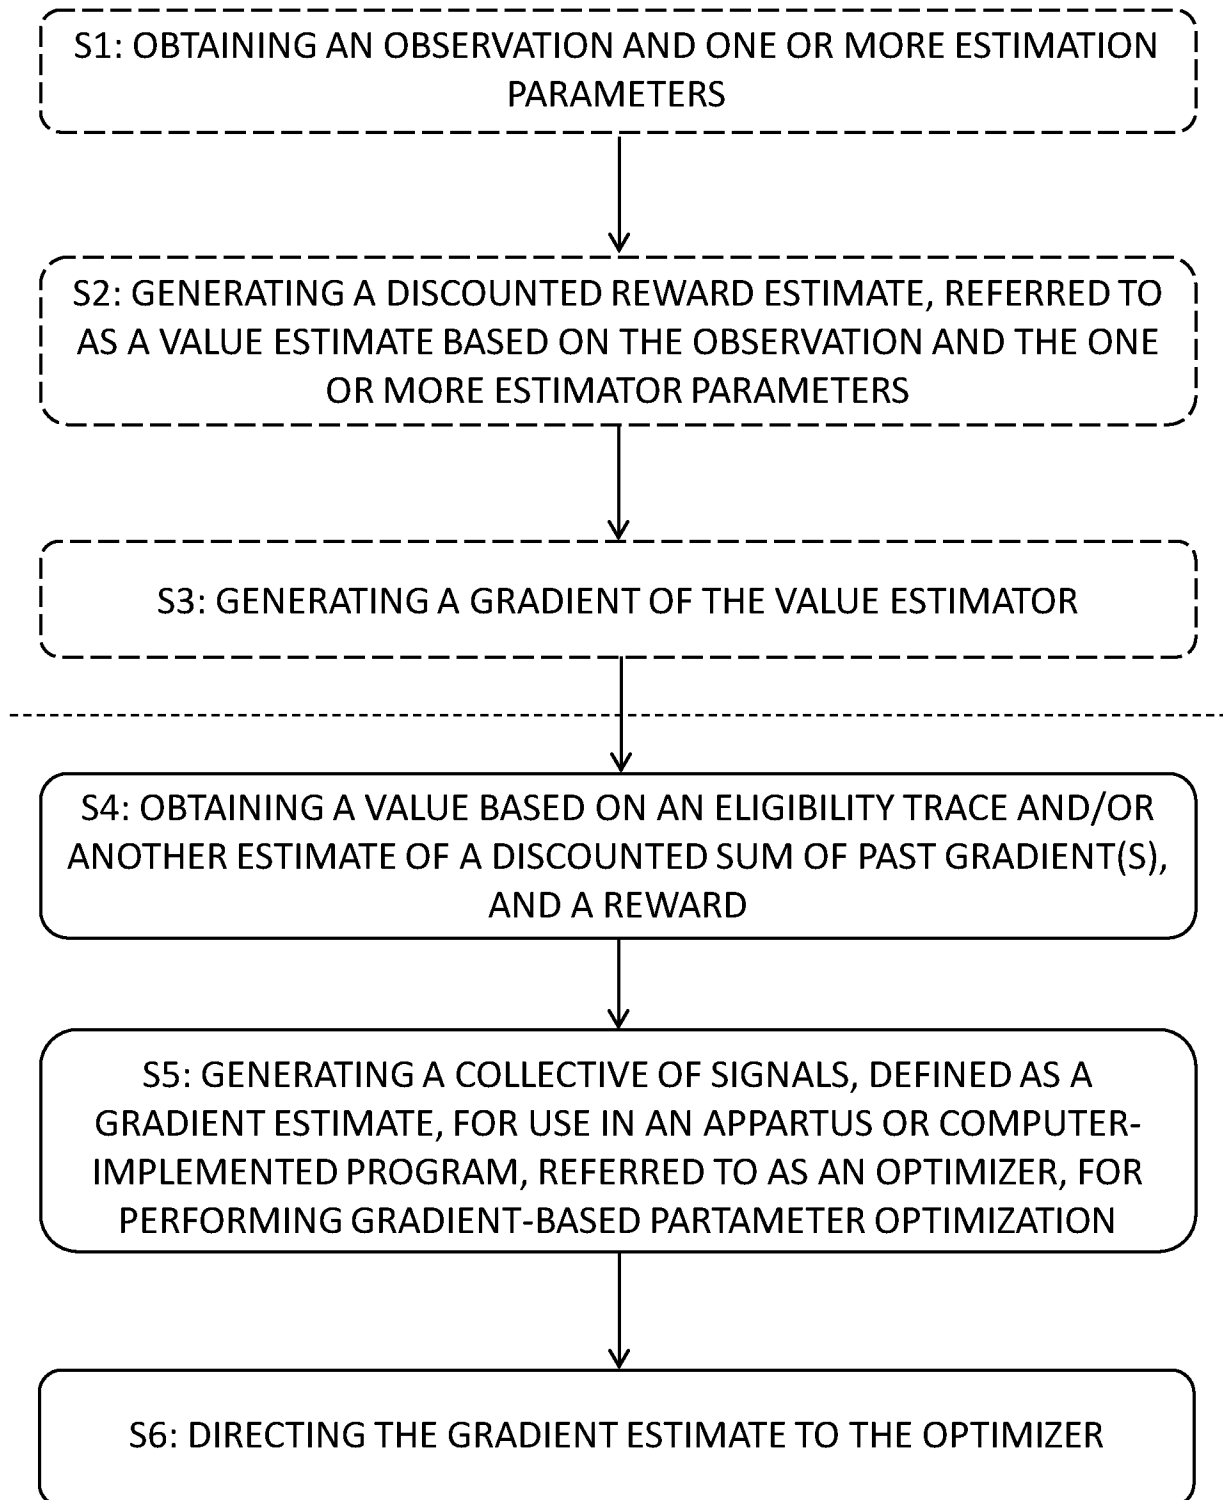 S1: OBTAINING AN OBSERVATION AND ONE OR MORE ESTIMATION
PARAMETERS
S2: GENERATING A DISCOUNTED REWARD ESTIMATE, REFERRED TO
AS A VALUE ESTIMATE BASED ON THE OBSERVATION AND THE ONE
OR MORE ESTIMATOR PARAMETERS
S3: GENERATING A GRADIENT OF THE VALUE ESTIMATOR
S4: OBTAINING A VALUE BASED ON AN ELIGIBILITY TRACE AND/OR
ANOTHER ESTIMATE OF A DISCOUNTED SUM OF PAST GRADIENT(S),
AND A REWARD
S5: GENERATING A COLLECTIVE OF SIGNALS, DEFINED AS A
GRADIENT ESTIMATE, FOR USE IN AN APPARTUS OR COMPUTER-
IMPLEMENTED PROGRAM, REFERRED TO AS AN OPTIMIZER, FOR
PERFORMING GRADIENT-BASED PARTAMETER OPTIMIZATION
S6: DIRECTING THE GRADIENT ESTIMATE TO THE OPTIMIZER